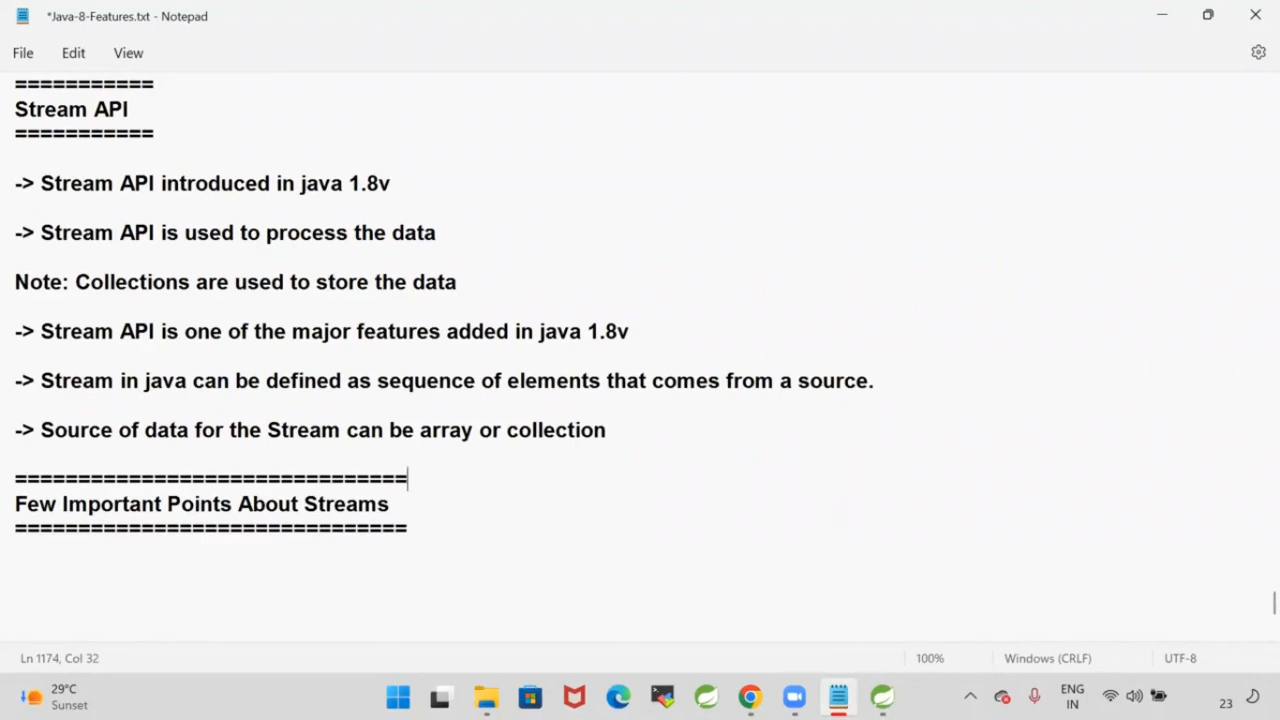 *Java-8-Features.txt - Notepad
File Edit View
===========
Stream API
===========
-> Stream API introduced in java 1.8v
-> Stream API is used to process the data
Note: Collections are used to store the data
-> Stream API is one of the major features added in java 1.8v
-> Stream in java can be defined as sequence of elements that comes from a source.
-> Source of data for the Stream can be array or collection
===============================
Few Important Points About Streams
===============================
Ln 1174, Col 32 100% Windows (CRLF) UTF-8
29°C
Sunset
ENG
IN
23